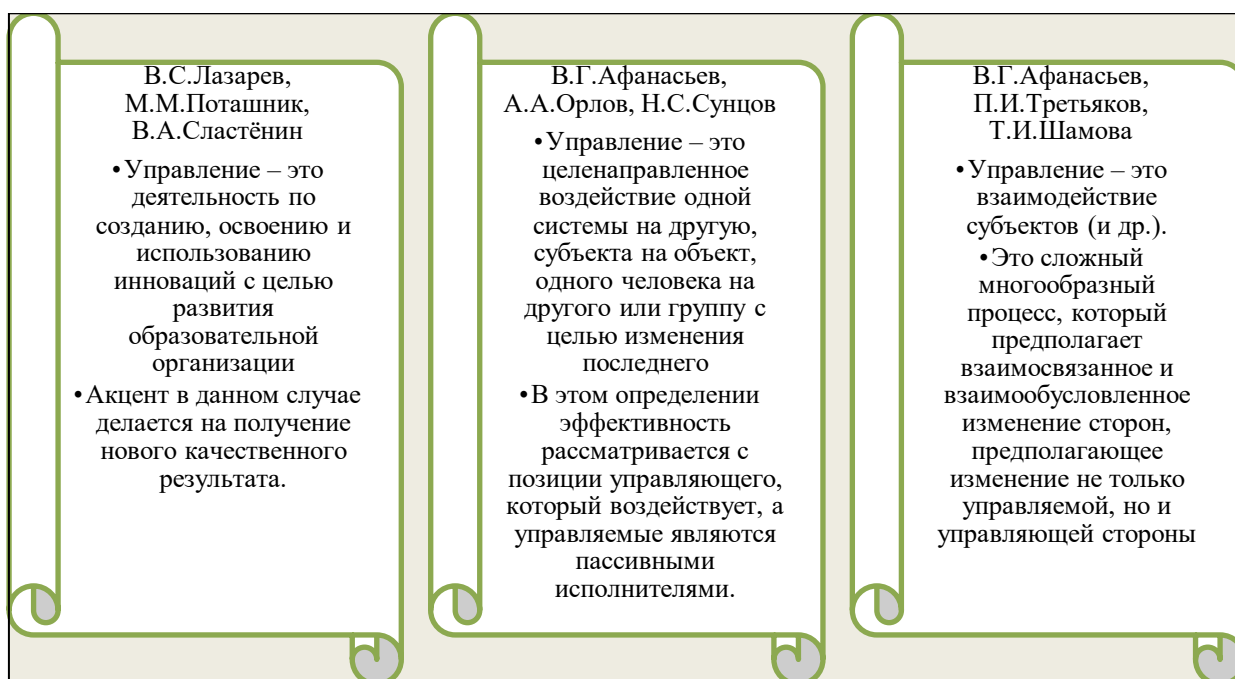 В.С.Лазарев,
М.М.Поташник,
В.А.Сластёнин
•Управление – это
деятельность по
созданию, освоению и
использованию
инноваций с целью
развития
образовательной
организации
•Акцент в данном случае
делается на получение
нового качественного
результата.
В.Г.Афанасьев,
А.А.Орлов, Н.С.Сунцов
•Управление – это
целенаправленное
воздействие одной
системы на другую,
субъекта на объект,
одного человека на
другого или группу с
целью изменения
последнего
•В этом определении
эффективность
рассматривается с
позиции управляющего,
который воздействует, а
управляемые являются
пассивными
исполнителями.
В.Г.Афанасьев,
П.И.Третьяков,
Т.И.Шамова
•Управление – это
взаимодействие
субъектов (и др.).
•Это сложный
многообразный
процесс, который
предполагает
взаимосвязанное и
взаимообусловленное
изменение сторон,
предполагающее
изменение не только
управляемой, но и
управляющей стороны